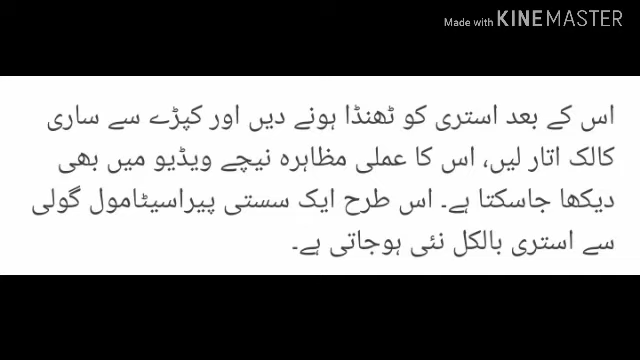 Made with KINEMASTER
اس کے بعد استری کو ٹھنڈا ہونے دیں اور کپڑے سے ساری
کالک اتار لیں، اس کا عملی مظاہرہ نیچے ویڈیو میں بھی
دیکھا جاسکتا ہے۔ اس طرح ایک سستی پیراسیٹامول گولی
سے استری بالکل نئی ہوجاتی ہے۔